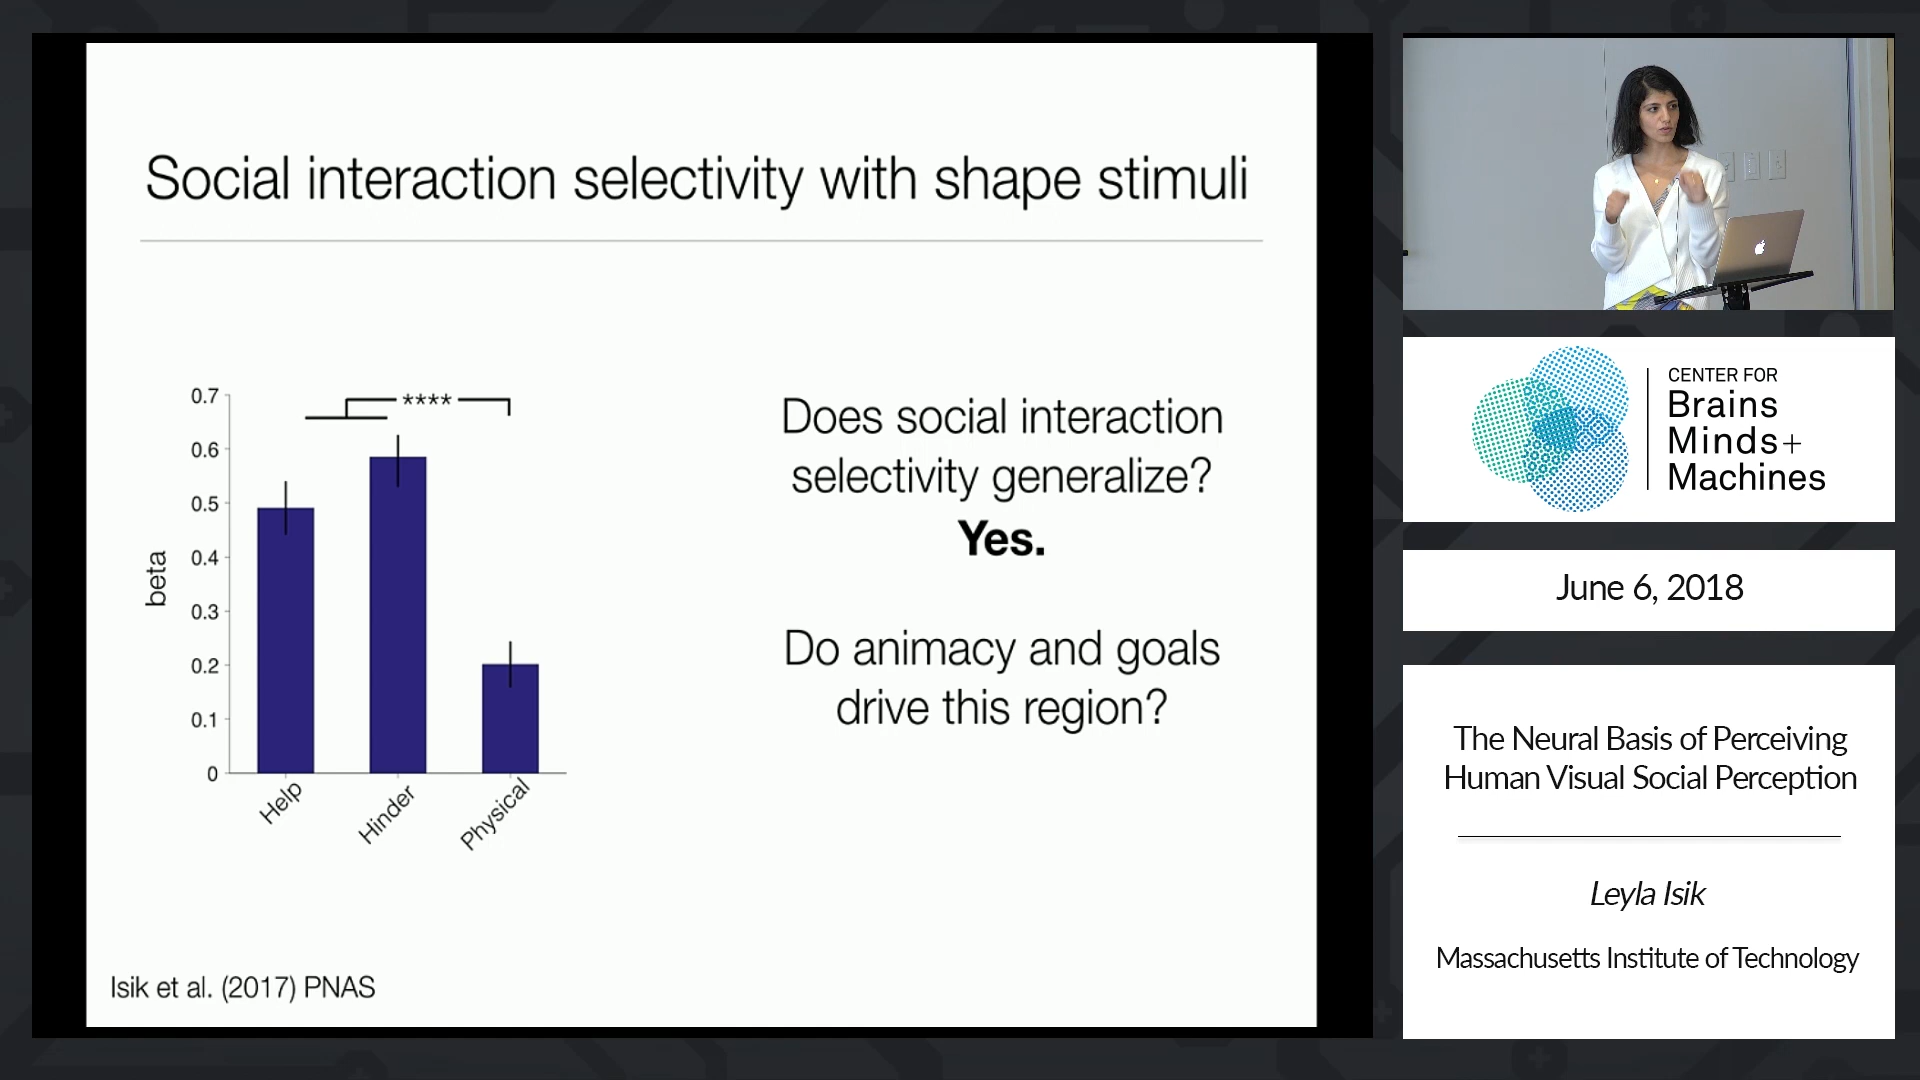 Social interaction selectivity with shape stimuli
0.7
0.6
0.5
0.4
0.3
0.2
0.1
0
beta
****
Help
Hinder
Physical
Does social interaction
selectivity generalize?
Yes.
Do animacy and goals
drive this region?
Isik et al. (2017) PNAS
CENTER FOR
Brains
Minds+
Machines
June 6, 2018
The Neural Basis of Perceiving
Human Visual Social Perception
Leyla Isik
Massachusetts Institute of Technology